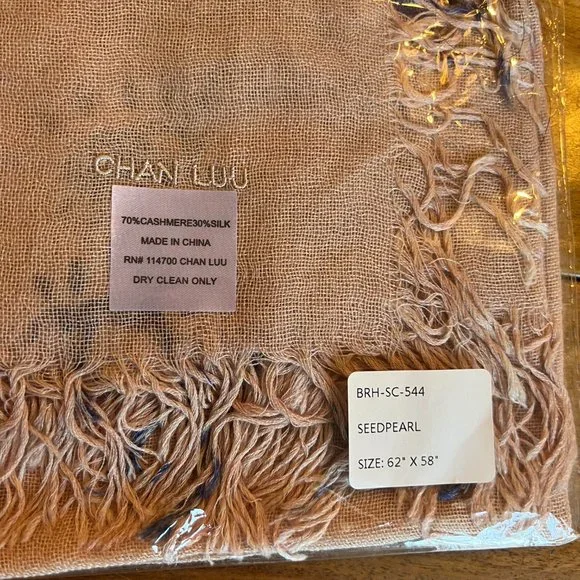 CHAN LUU
70%CASHMERE30%SILK
MADE IN CHINA
RN# 114700 CHAN LUU
DRY CLEAN ONLY
BRH-SC-544
SEEDPEARL
SIZE: 62" X 58"